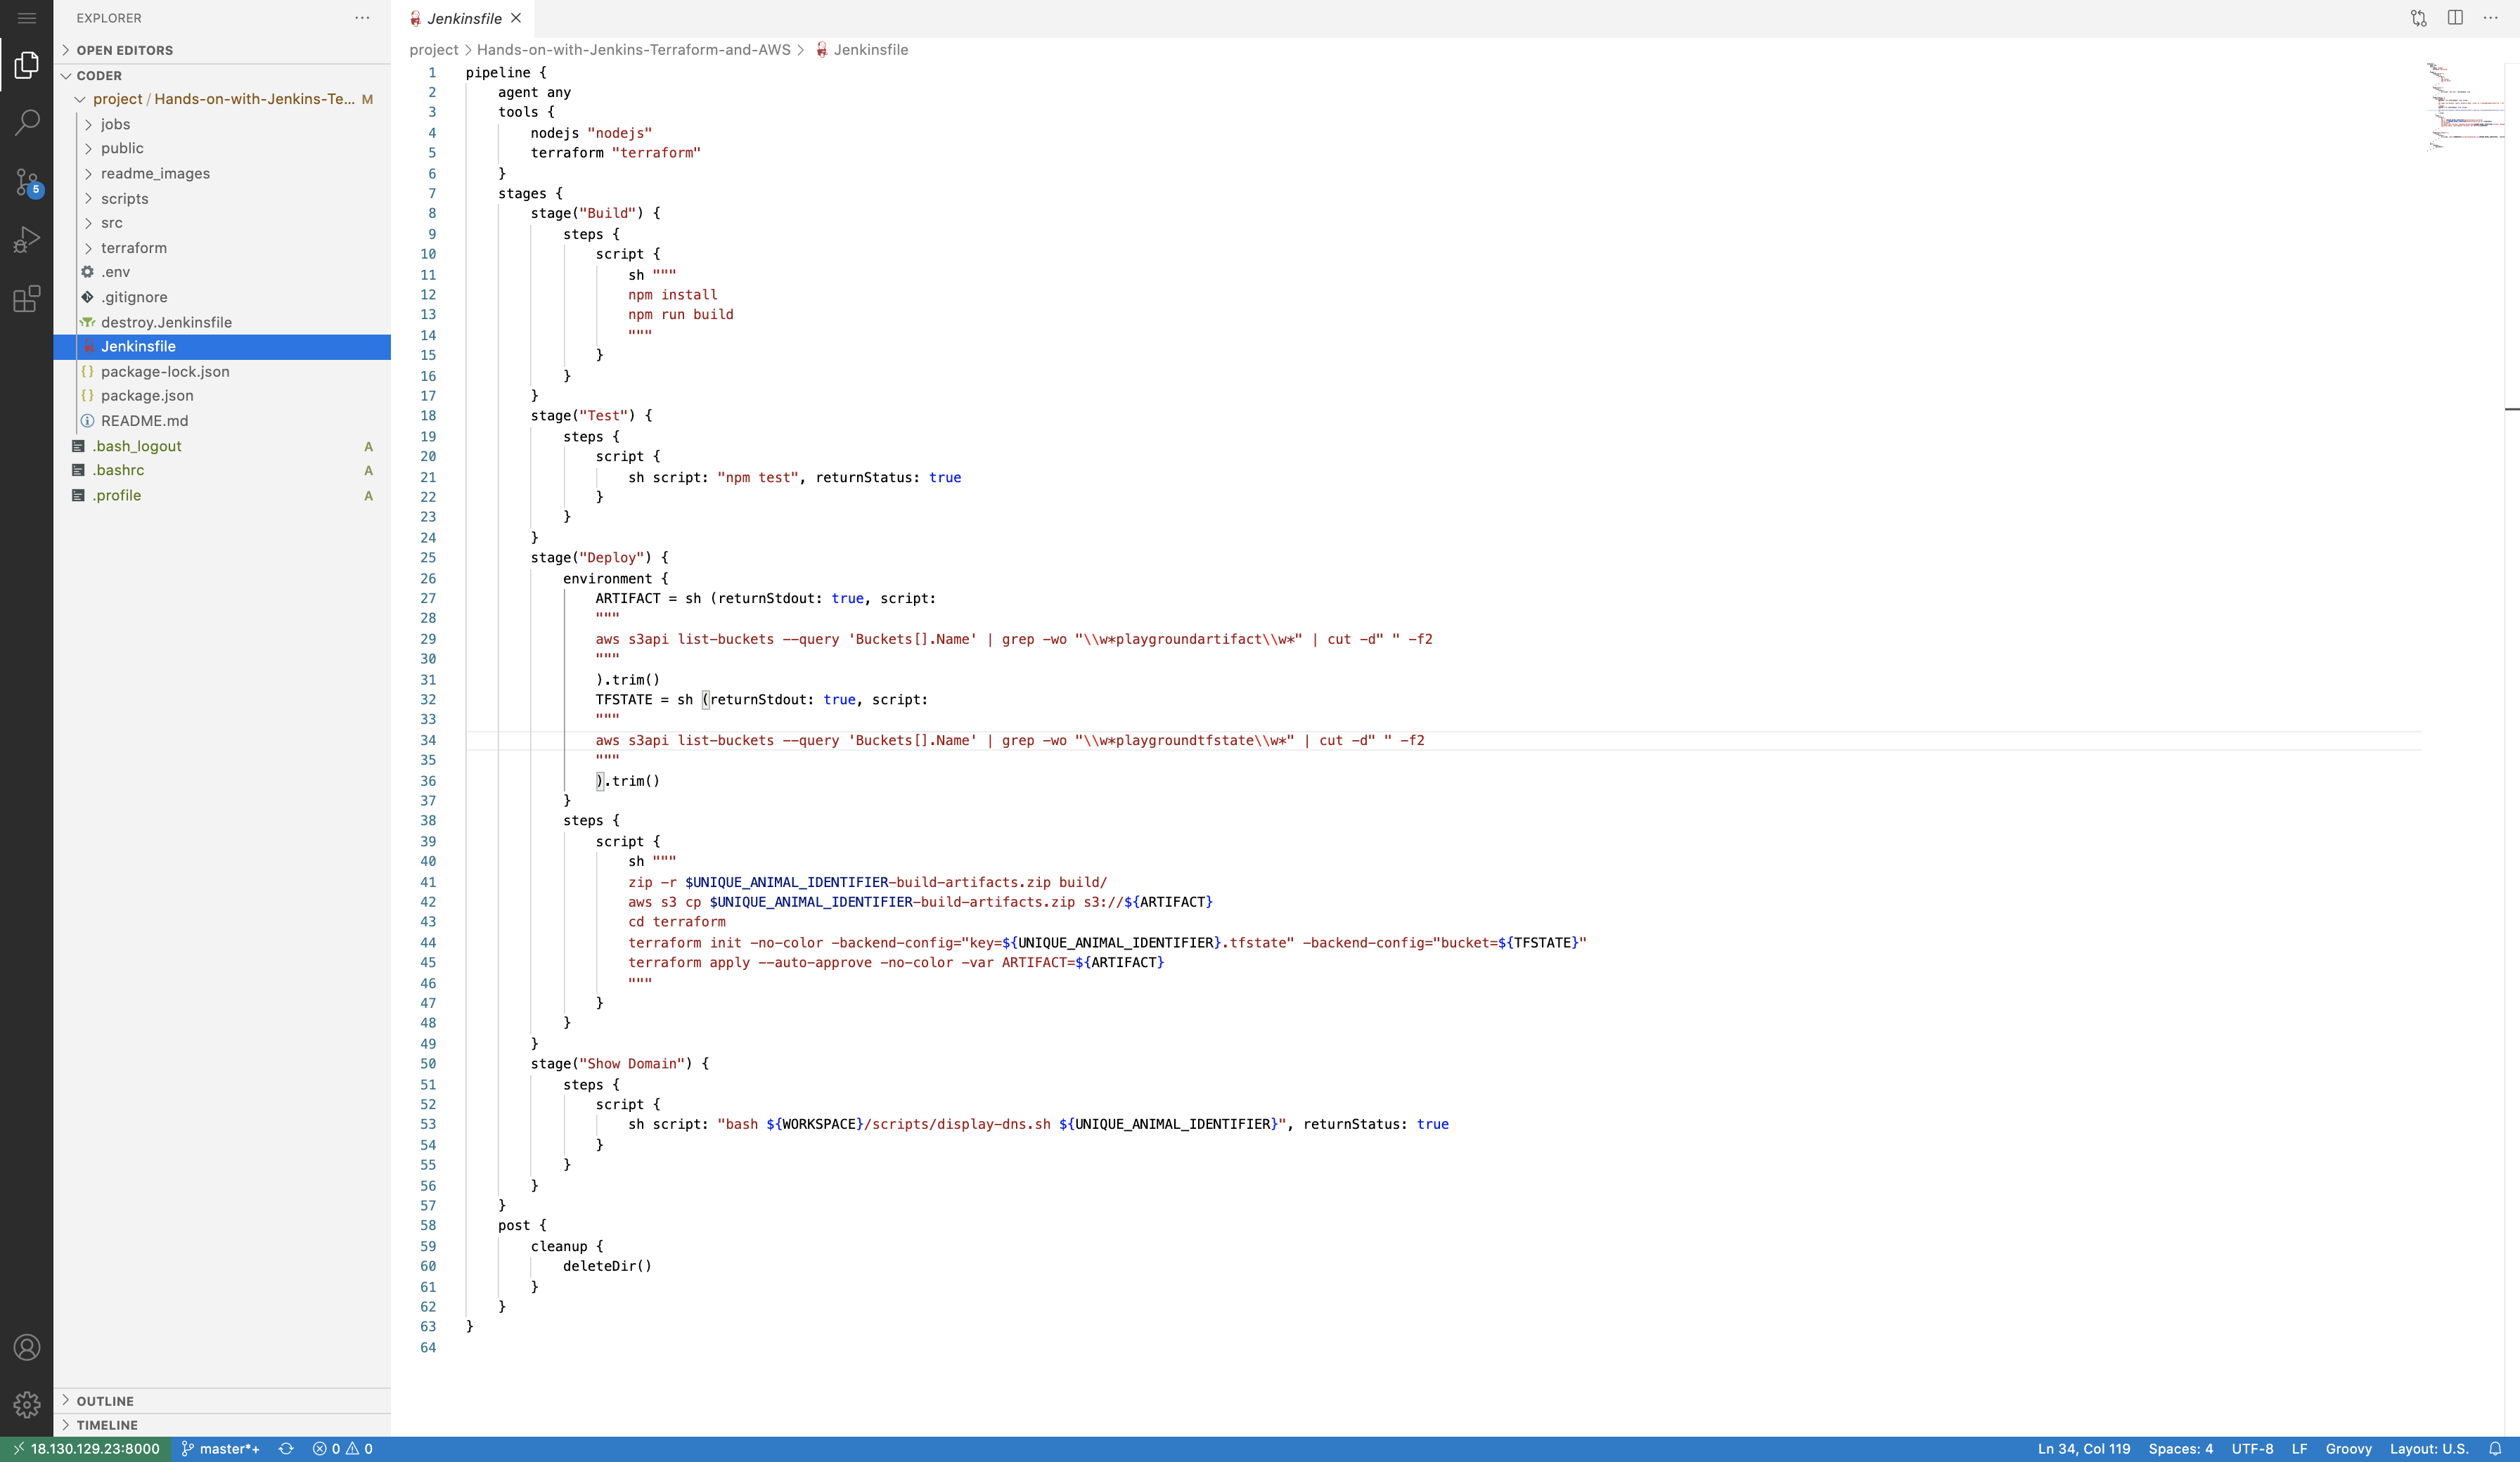 EXPLORER
OPEN EDITORS
CODER
project / Hands-on-with-Jenkins-Te... M
jobs
public
readme_images
scripts
src
terraform
.env
.gitignore
destroy.Jenkinsfile
Jenkinsfile
package-lock.json
package.json
README.md
.bash_logout A
.bashrc A
.profile A
OUTLINE
TIMELINE
5
Jenkinsfile
project > Hands-on-with-Jenkins-Terraform-and-AWS > Jenkinsfile
1 pipeline {
2     agent any
3     tools {
4         nodejs "nodejs"
5         terraform "terraform"
6     }
7     stages {
8         stage("Build") {
9             steps {
10                 script {
11                     sh """
12                     npm install
13                     npm run build
14                     """
15                 }
16             }
17         }
18         stage("Test") {
19             steps {
20                 script {
21                     sh script: "npm test", returnStatus: true
22                 }
23             }
24         }
25         stage("Deploy") {
26             environment {
27                 ARTIFACT = sh (returnStdout: true, script:
28                 """
29                 aws s3api list-buckets --query 'Buckets[].Name' | grep -wo "\\w*playgroundartifact\\w*" | cut -d" " -f2
30                 """
31                 ).trim()
32                 TFSTATE = sh (returnStdout: true, script:
33                 """
34                 aws s3api list-buckets --query 'Buckets[].Name' | grep -wo "\\w*playgroundtfstate\\w*" | cut -d" " -f2
35                 """
36                 ).trim()
37             }
38             steps {
39                 script {
40                     sh """
41                     zip -r $UNIQUE_ANIMAL_IDENTIFIER-build-artifacts.zip build/
42                     aws s3 cp $UNIQUE_ANIMAL_IDENTIFIER-build-artifacts.zip s3://${ARTIFACT}
43                     cd terraform
44                     terraform init -no-color -backend-config="key=${UNIQUE_ANIMAL_IDENTIFIER}.tfstate" -backend-config="bucket=${TFSTATE}"
45                     terraform apply --auto-approve -no-color -var ARTIFACT=${ARTIFACT}
46                     """
47                 }
48             }
49         }
50         stage("Show Domain") {
51             steps {
52                 script {
53                     sh script: "bash ${WORKSPACE}/scripts/display-dns.sh ${UNIQUE_ANIMAL_IDENTIFIER}", returnStatus: true
54                 }
55             }
56         }
57     }
58     post {
59         cleanup {
60             deleteDir()
61         }
62     }
63 }
64
18.130.129.23:8000 master*+ 0 0 Ln 34, Col 119 Spaces: 4 UTF-8 LF Groovy Layout: U.S.